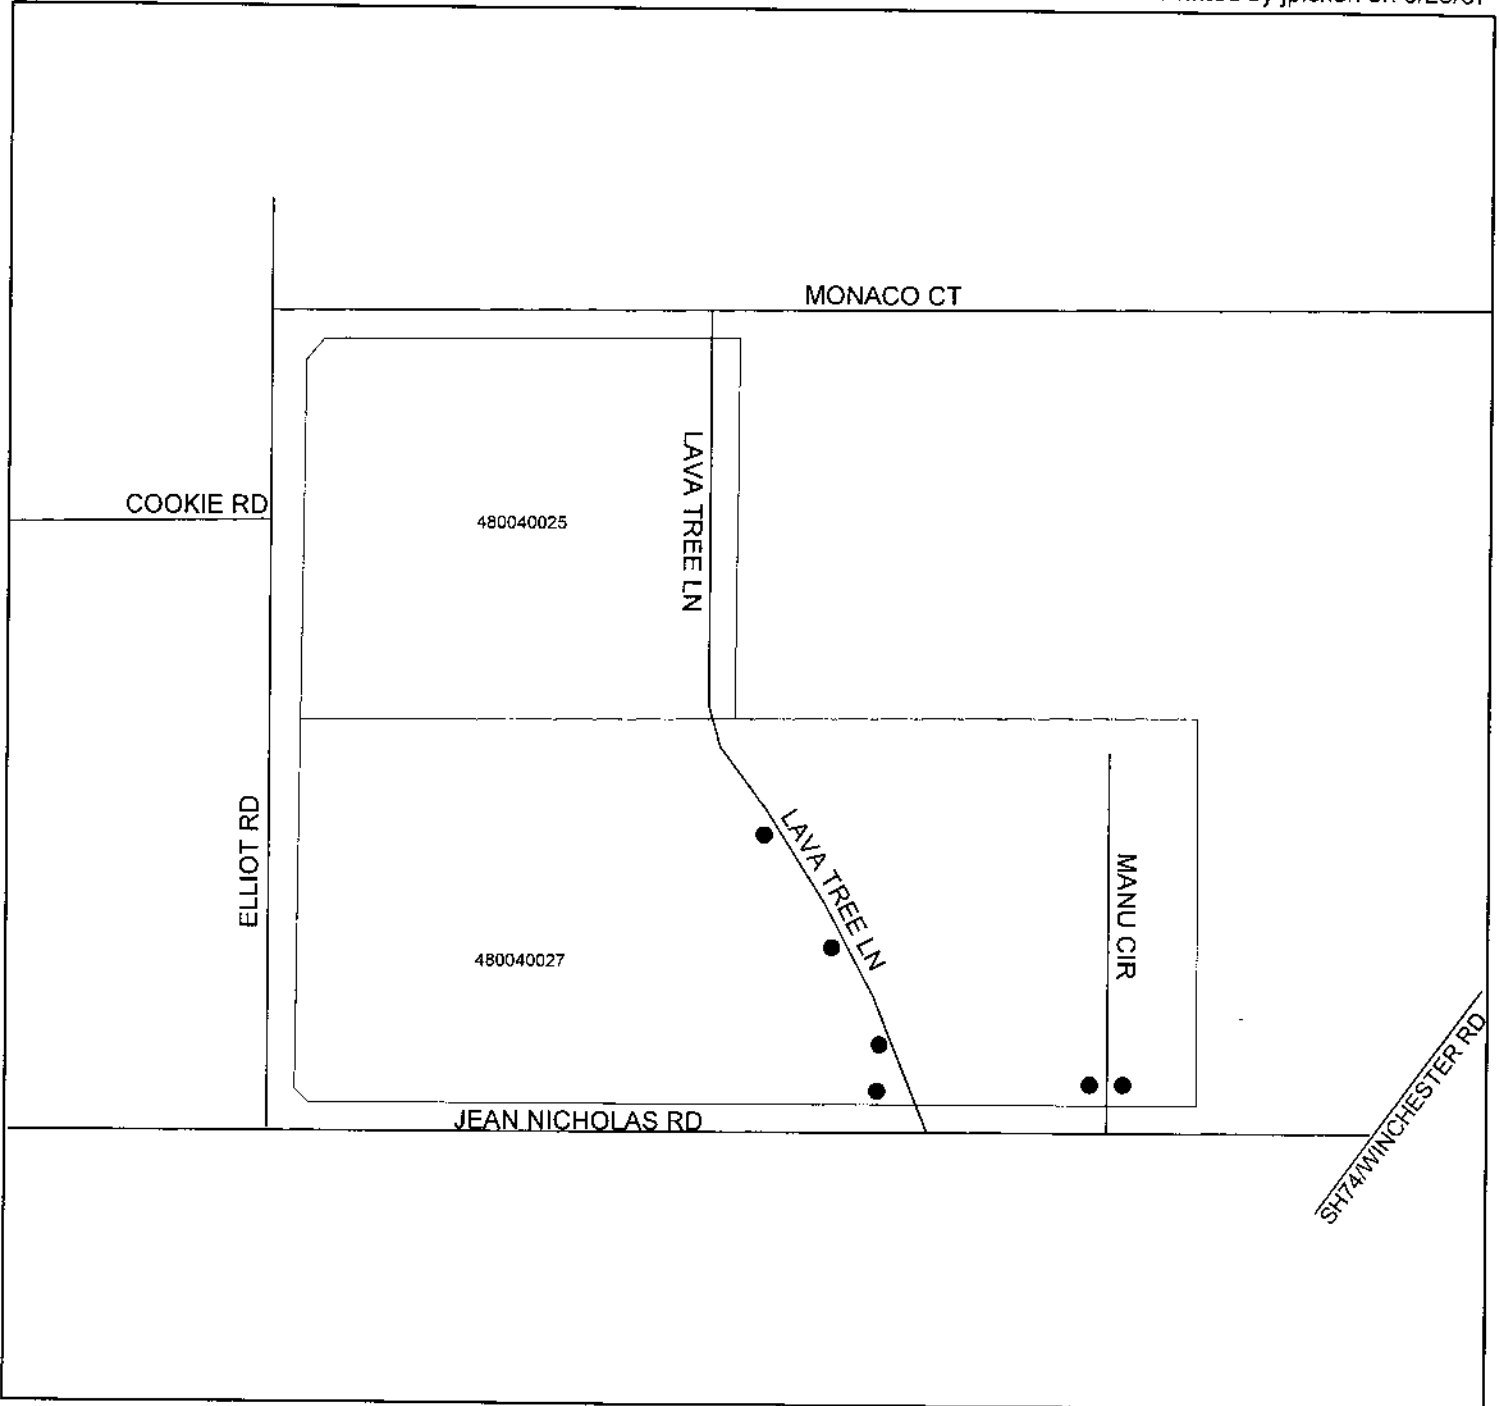 MONACO CT
LAVA TREE LN
COOKIE RD
480040025
ELLIOT RD
LAVA TREE LN
MANU CIR
480040027
JEAN NICHOLAS RD
SH74/WINCHESTER RD